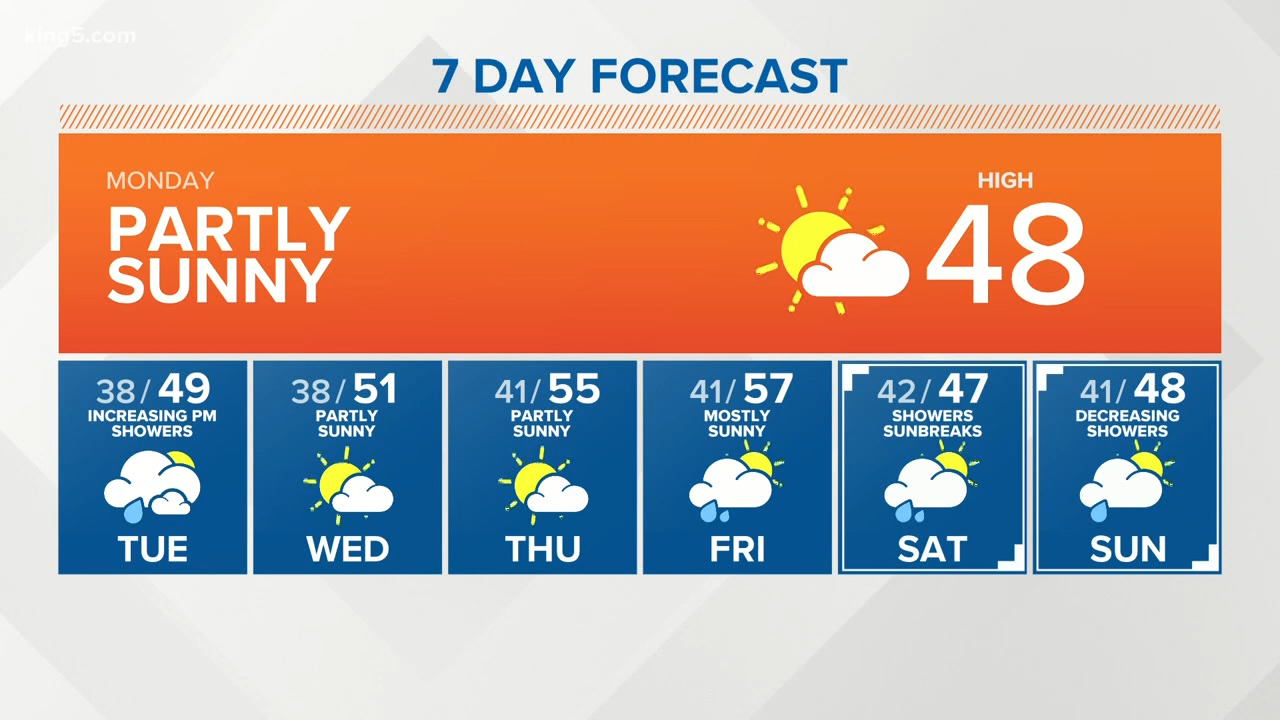 king5.com
7 DAY FORECAST
MONDAY
PARTLY
SUNNY
HIGH
48
38/49
INCREASING PM
SHOWERS
TUE
38/51
PARTLY
SUNNY
WED
41/55
PARTLY
SUNNY
THU
41/57
MOSTLY
SUNNY
FRI
42/47
SHOWERS
SUNBREAKS
SAT
41/48
DECREASING
SHOWERS
SUN